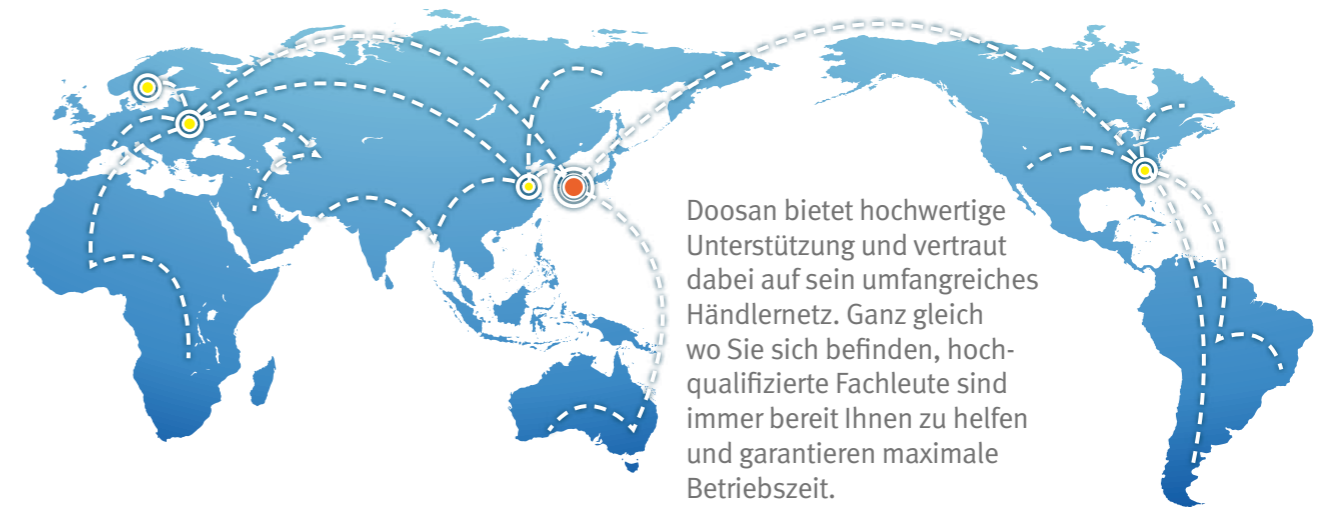 Doosan bietet hochwertige
Unterstützung und vertraut
dabei auf sein umfangreiches
Händlernetz. Ganz gleich
wo Sie sich befinden, hoch-
qualifizierte Fachleute sind
immer bereit Ihnen zu helfen
und garantieren maximale
Betriebszeit.